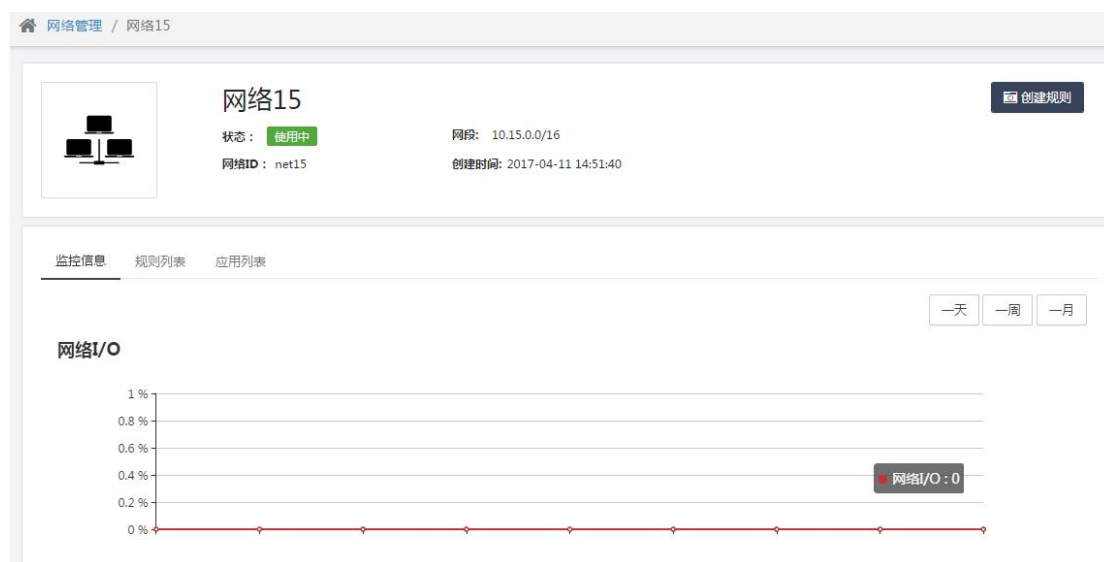 网络管理 / 网络15
网络15
创建规则
状态： 使用中
网段： 10.15.0.0/16
网络ID： net15
创建时间: 2017-04-11 14:51:40
监控信息 规则列表 应用列表
一天 一周 一月
网络I/O
1 %
0.8 %
0.6 %
0.4 %
网络I/O : 0
0.2 %
0 %